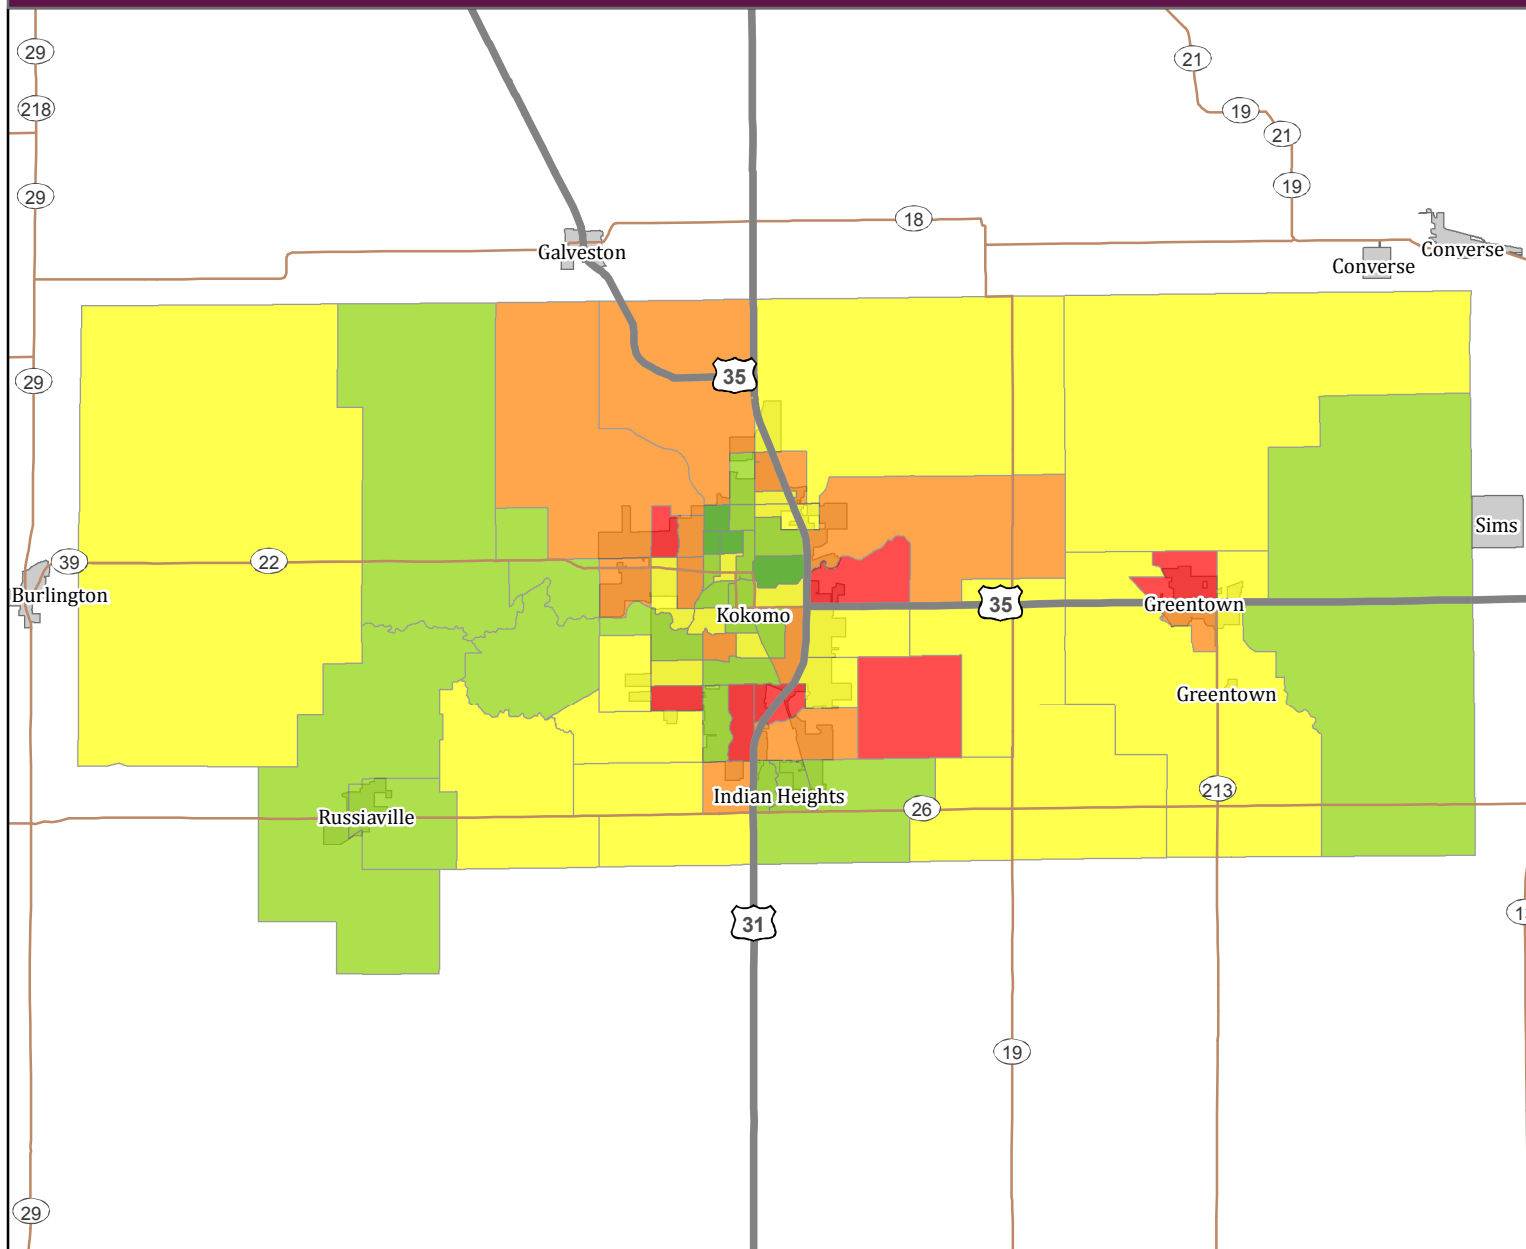 29
21
218
19
21
29
19
18
Galveston
Converse
Converse
35
29
Sims
39
22
Burlington
35
Greentown
Kokomo
Greentown
213
Indian Heights
26
Russiaville
31
19
29